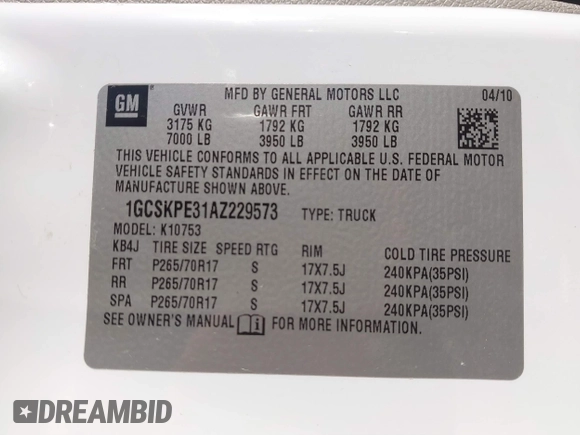 GM
MFD BY GENERAL MOTORS LLC 04/10
GVWR GAWR FRT GAWR RR
3175 KG 1792 KG 1792 KG
7000 LB 3950 LB 3950 LB
THIS VEHICLE CONFORMS TO ALL APPLICABLE U.S. FEDERAL MOTOR
VEHICLE SAFETY STANDARDS IN EFFECT ON THE DATE OF
MANUFACTURE SHOWN ABOVE.
1GCSKPE31AZ229573 TYPE: TRUCK
MODEL: K10753
KB4J TIRE SIZE SPEED RTG RIM COLD TIRE PRESSURE
FRT P265/70R17 S 17X7.5J 240KPA(35PSI)
RR P265/70R17 S 17X7.5J 240KPA(35PSI)
SPA P265/70R17 S 17X7.5J 240KPA(35PSI)
SEE OWNER'S MANUAL FOR MORE INFORMATION.
DREAMBID